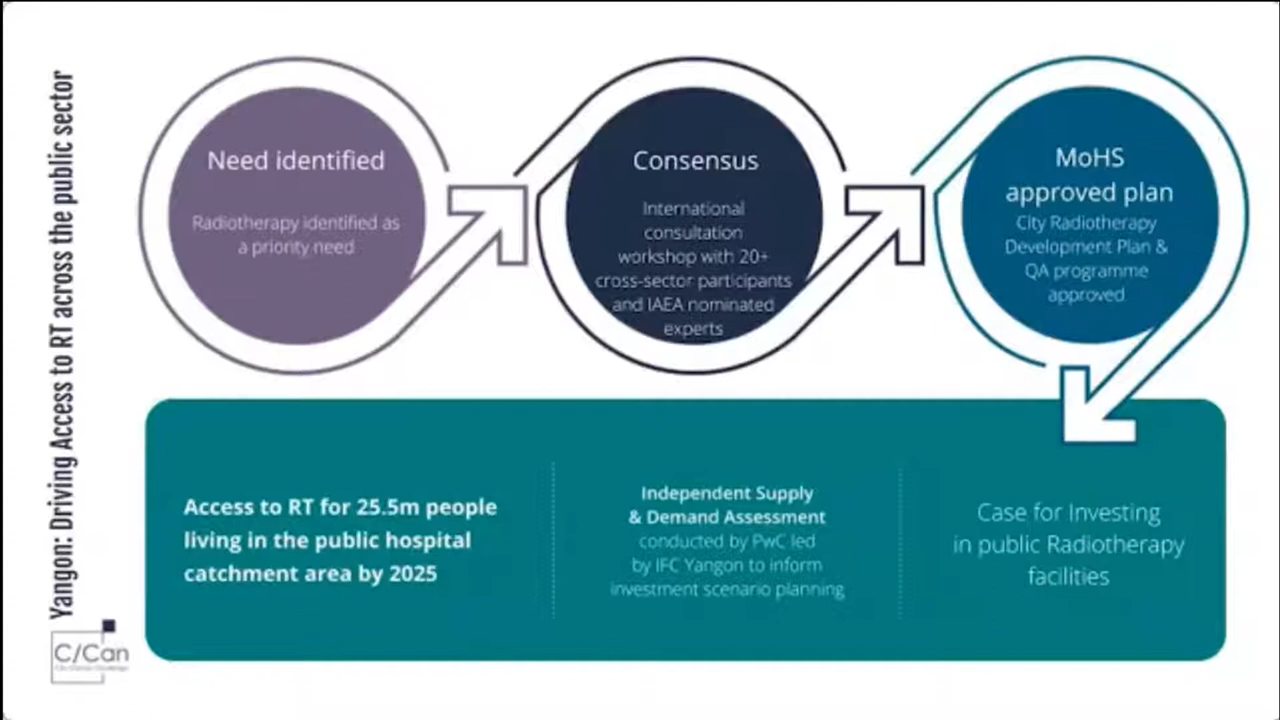 Yangon: Driving Access to RT across the public sector
Need identified
Radiotherapy identified as
a priority need
Consensus
International
consultation
workshop with 20+
cross-sector participants
and IAEA nominated
experts
MoHS
approved plan
City Radiotherapy
Development Plan &
QA programme
approved
Access to RT for 25.5m people
living in the public hospital
catchment area by 2025
Independent Supply
& Demand Assessment
conducted by PwC led
by IFC Yangon to inform
investment scenario planning
Case for Investing
in public Radiotherapy
facilities
C/Can